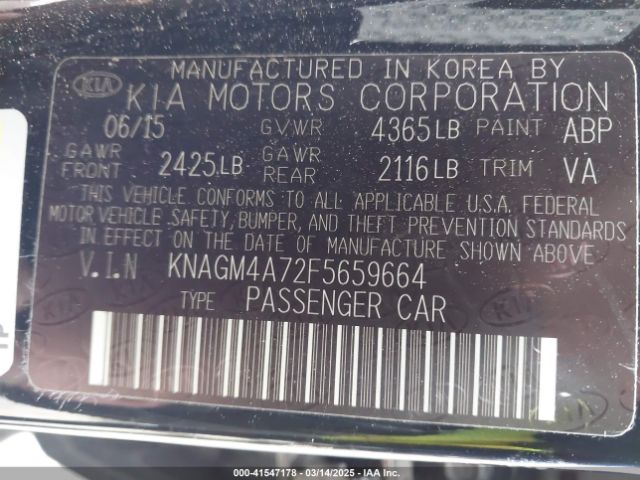 MANUFACTURED IN KOREA BY
KIA KIA MOTORS CORPORATION
06/15 GVWR 4365LB PAINT ABP
GAWR FRONT 2425LB GAWR REAR 2116LB TRIM VA
THIS VEHICLE CONFORMS TO ALL APPLICABLE U.S.A. FEDERAL
MOTOR VEHICLE SAFETY, BUMPER, AND THEFT PREVENTION STANDARDS
IN EFFECT ON THE DATE OF MANUFACTURE SHOWN ABOVE
V.I.N KNAGM4A72F5659664
TYPE PASSENGER CAR
000-41547178 - 03/14/2025 - IAA, Inc.